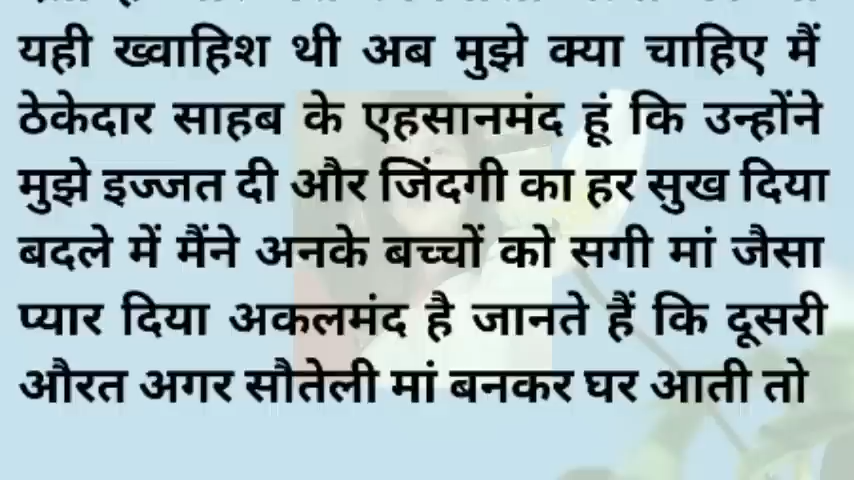 यही ख्वाहिश थी अब मुझे क्या चाहिए मैं
ठेकेदार साहब के एहसानमंद हूं कि उन्होंने
मुझे इज्जत दी और जिंदगी का हर सुख दिया
बदले में मैंने अनके बच्चों को सगी मां जैसा
प्यार दिया अकलमंद है जानते हैं कि दूसरी
औरत अगर सौतेली मां बनकर घर आती तो